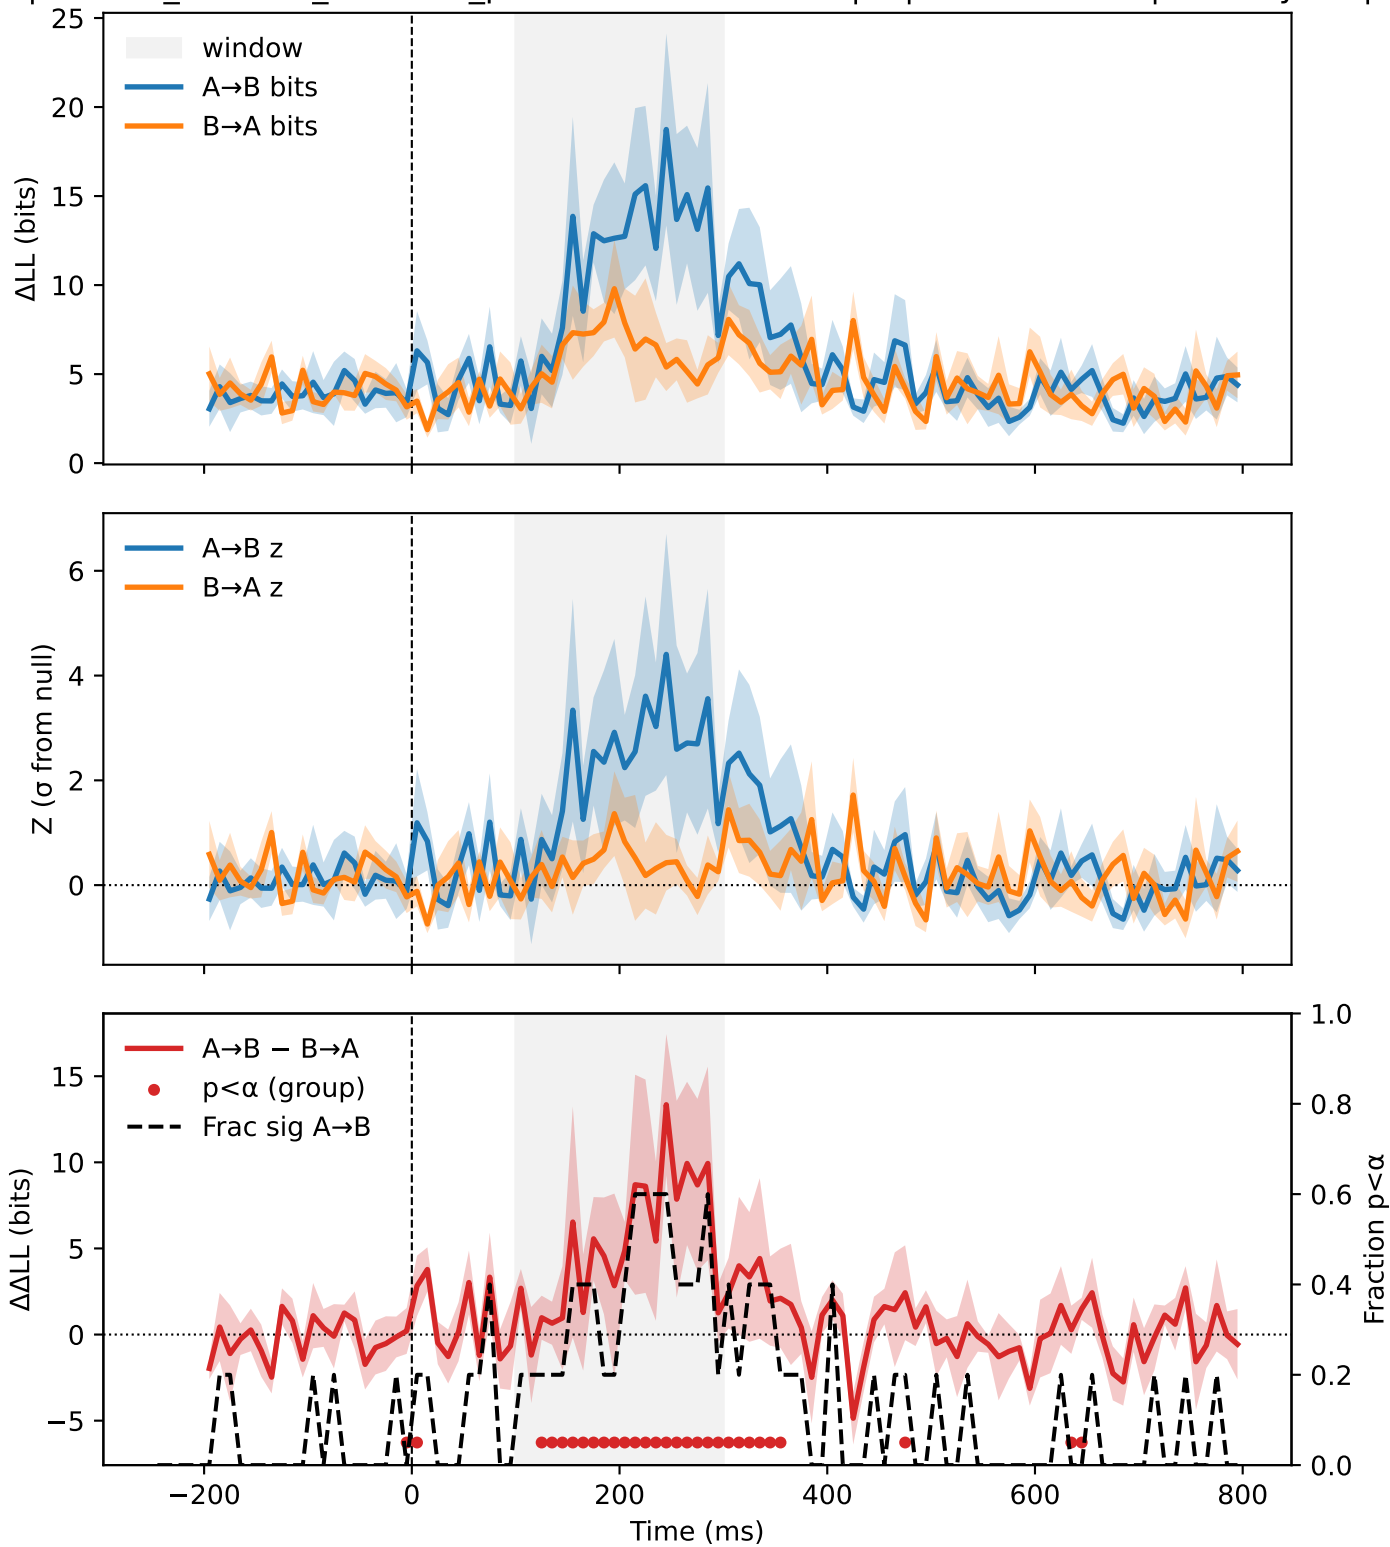 25
20
15
10
5
0
ΔLL (bits)
window
A→B bits
B→A bits
6
4
2
0
Z (σ from null)
A→B z
B→A z
15
10
5
0
−5
ΔΔLL (bits)
A→B − B→A
p<α (group)
Frac sig A→B
1.0
0.8
0.6
0.4
0.2
0.0
Fraction p<α
−200
0
200
400
600
800
Time (ms)